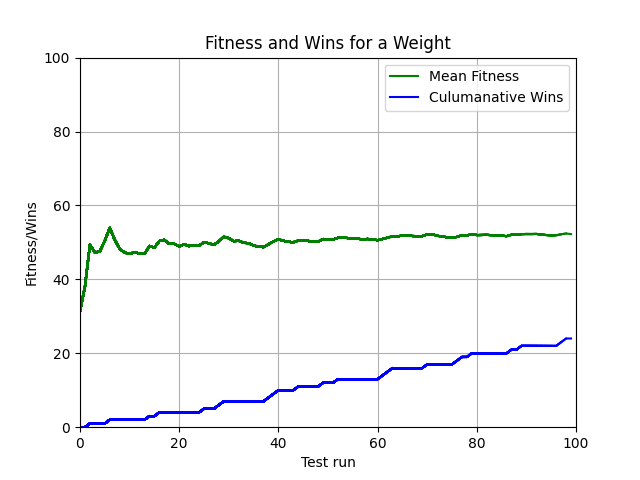 Fitness and Wins for a Weight
Mean Fitness
Culumanative Wins
Fitness/Wins
100
80
60
40
20
0
0 20 40 60 80 100
Test run